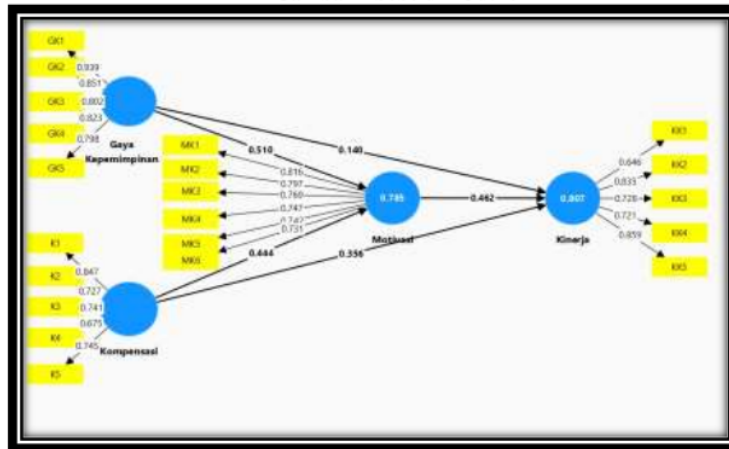 GK1
GK2
GK3
GK4
GK5
0.939
0.851
0.802
0.823
0.798
Gaya
Kepemimpinan
MK1
MK2
MK3
MK4
MK5
MK6
0.816
0.797
0.760
0.747
0.747
0.731
0.510
0.140
0.785
Motivasi
0.462
0.807
Kinerja
KK1
KK2
KK3
KK4
KK5
0.646
0.835
0.728
0.721
0.859
K1
K2
K3
K4
K5
0.847
0.727
0.741
0.675
0.745
Kompensasi
0.444
0.356